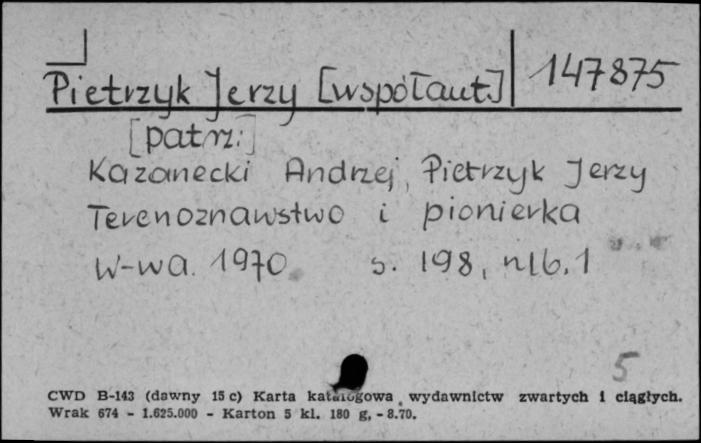 Pietrzyk Jerzy [współaut.] 147875
[patrz:]
Kazanecki Andrzej, Pietrzyk Jerzy
Terenoznawstwo i pionierka
W-wa. 1970 s. 198, nlb. 1
5
CWD B-143 (dawny 15 c) Karta katalogowa wydawnictw zwartych i ciągłych.
Wrak 674 - 1.625.000 - Karton 5 kl. 180 g, - 8.70.